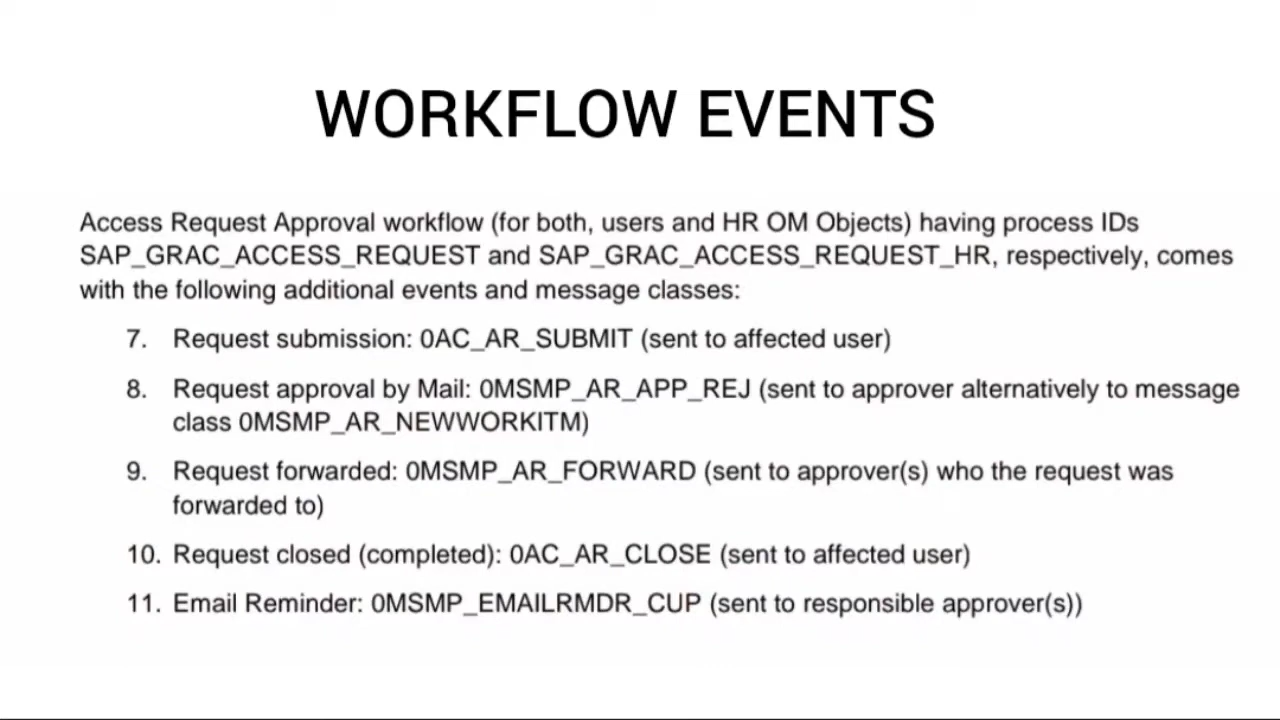 WORKFLOW EVENTS
Access Request Approval workflow (for both, users and HR OM Objects) having process IDs
SAP_GRAC_ACCESS_REQUEST and SAP_GRAC_ACCESS_REQUEST_HR, respectively, comes
with the following additional events and message classes:
7. Request submission: 0AC_AR_SUBMIT (sent to affected user)
8. Request approval by Mail: 0MSMP_AR_APP_REJ (sent to approver alternatively to message
class 0MSMP_AR_NEWWORKITM)
9. Request forwarded: 0MSMP_AR_FORWARD (sent to approver(s) who the request was
forwarded to)
10. Request closed (completed): 0AC_AR_CLOSE (sent to affected user)
11. Email Reminder: 0MSMP_EMAILRMDR_CUP (sent to responsible approver(s))